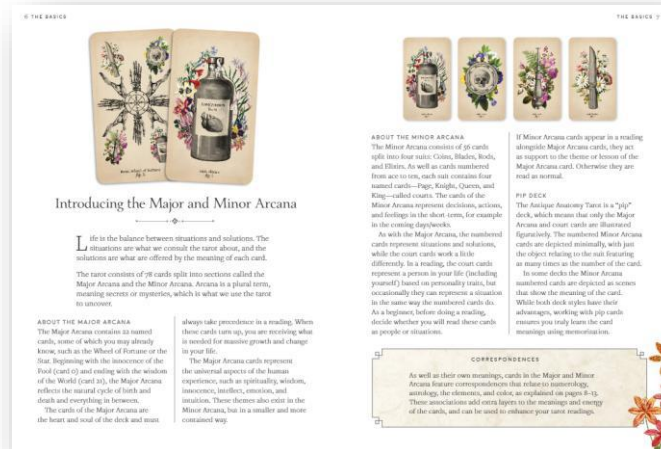 6 THE BASICS
Introducing the Major and Minor Arcana
Life is the balance between situations and solutions. The
situations are what we consult the tarot about, and the
solutions are what are offered by the meaning of each card.
The tarot consists of 78 cards split into sections called the
Major Arcana and the Minor Arcana. Arcana is a plural term,
meaning secrets or mysteries, which is what we use the tarot
to uncover.
ABOUT THE MAJOR ARCANA
The Major Arcana contains 22 named
cards, some of which you may already
know, such as the Wheel of Fortune or the
Star. Beginning with the innocence of the
Fool (card 0) and ending with the wisdom
of the World (card 21), the Major Arcana
reflects the natural cycle of birth and
death and everything in between.
The cards of the Major Arcana are
the heart and soul of the deck and must
always take precedence in a reading. When
these cards turn up, you are receiving what
is needed for massive growth and change
in your life.
The Major Arcana cards represent
the universal aspects of the human
experience, such as spirituality, wisdom,
innocence, intellect, emotion, and
intuition. These themes also exist in the
Minor Arcana, but in a smaller and more
contained way.
THE BASICS 7
ABOUT THE MINOR ARCANA
The Minor Arcana consists of 56 cards
split into four suits: Coins, Blades, Rods,
and Elixirs. As well as cards numbered
from ace to ten, each suit contains four
named cards—Page, Knight, Queen, and
King—called courts. The cards of the
Minor Arcana represent decisions, actions,
and feelings in the short-term, for example
in the coming days/weeks.
As with the Major Arcana, the numbered
cards represent situations and solutions,
while the court cards work a little
differently. In a reading, the court cards
represent a person in your life (including
yourself) based on personality traits, but
occasionally they can represent a situation
in the same way the numbered cards do.
As a beginner, before doing a reading,
decide whether you will read these cards
as people or situations.
If Minor Arcana cards appear in a reading
alongside Major Arcana cards, they act
as support to the theme or lesson of the
Major Arcana card. Otherwise they are
read as normal.
PIP DECK
The Antique Anatomy Tarot is a “pip”
deck, which means that only the Major
Arcana and court cards are illustrated
figuratively. The numbered Minor Arcana
cards are depicted minimally, with just
the object relating to the suit featuring
as many times as the number of the card.
In some decks the Minor Arcana
numbered cards are depicted as scenes
that show the meaning of the card.
While both deck styles have their
advantages, working with pip cards
ensures you truly learn the card
meanings using memorization.
CORRESPONDENCES
As well as their own meanings, cards in the Major and Minor
Arcana feature correspondences that relate to numerology,
astrology, the elements, and color, as explained on pages 8–13.
These associations add extra layers to the meanings and energy
of the cards, and can be used to enhance your tarot readings.